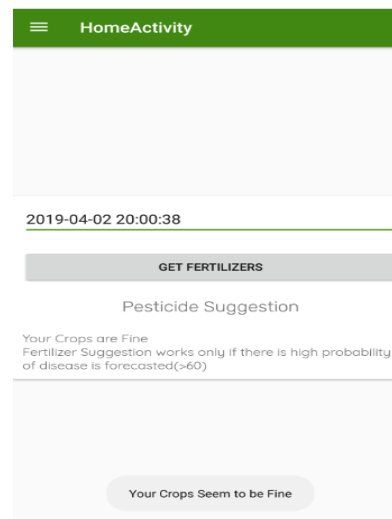 HomeActivity
2019-04-02 20:00:38
GET FERTILIZERS
Pesticide Suggestion
Your Crops are Fine
Fertilizer Suggestion works only if there is high probability
of disease is forecasted(>60)
Your Crops Seem to be Fine